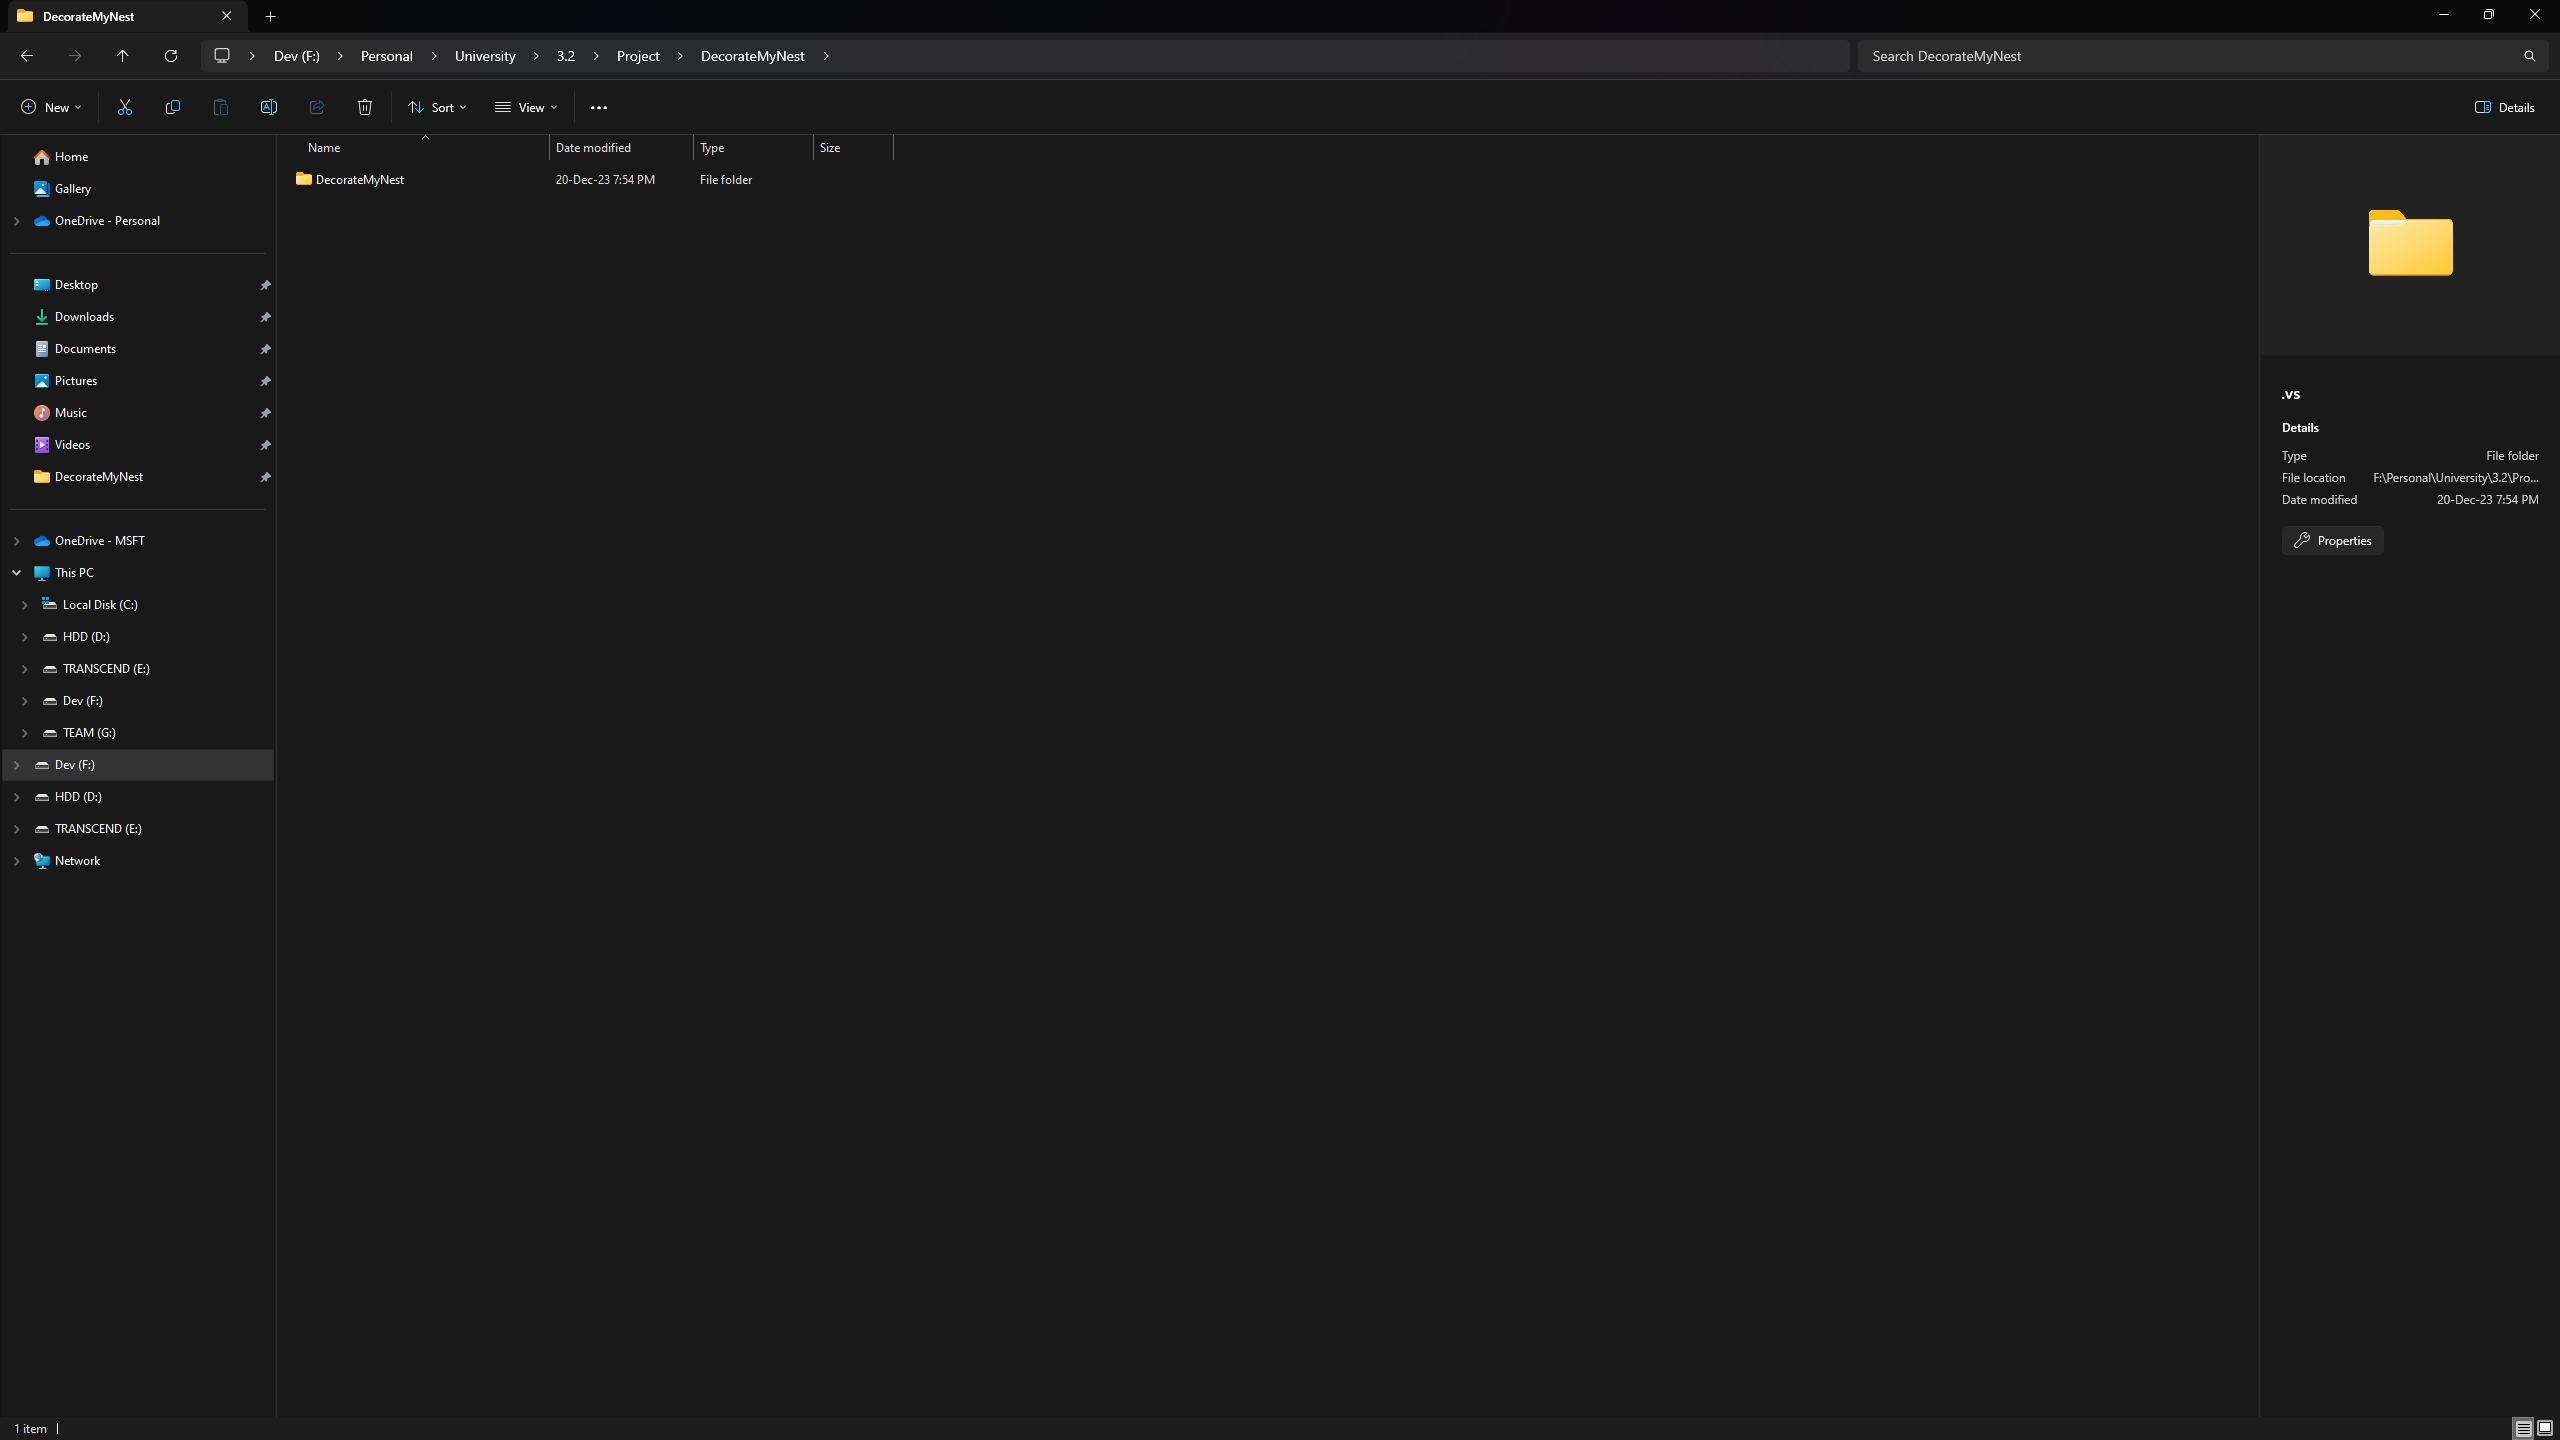 DecorateMyNest
Dev (F:) Personal University 3.2 Project DecorateMyNest
Search DecorateMyNest
New Sort View Details
Name Date modified Type Size
DecorateMyNest 20-Dec-23 7:54 PM File folder
Home
Gallery
OneDrive - Personal
Desktop
Downloads
Documents
Pictures
Music
Videos
DecorateMyNest
OneDrive - MSFT
This PC
Local Disk (C:)
HDD (D:)
TRANSCEND (E:)
Dev (F:)
TEAM (G:)
Dev (F:)
HDD (D:)
TRANSCEND (E:)
Network
.vs
Details
Type File folder
File location F:\Personal\University\3.2\Pro...
Date modified 20-Dec-23 7:54 PM
Properties
1 item